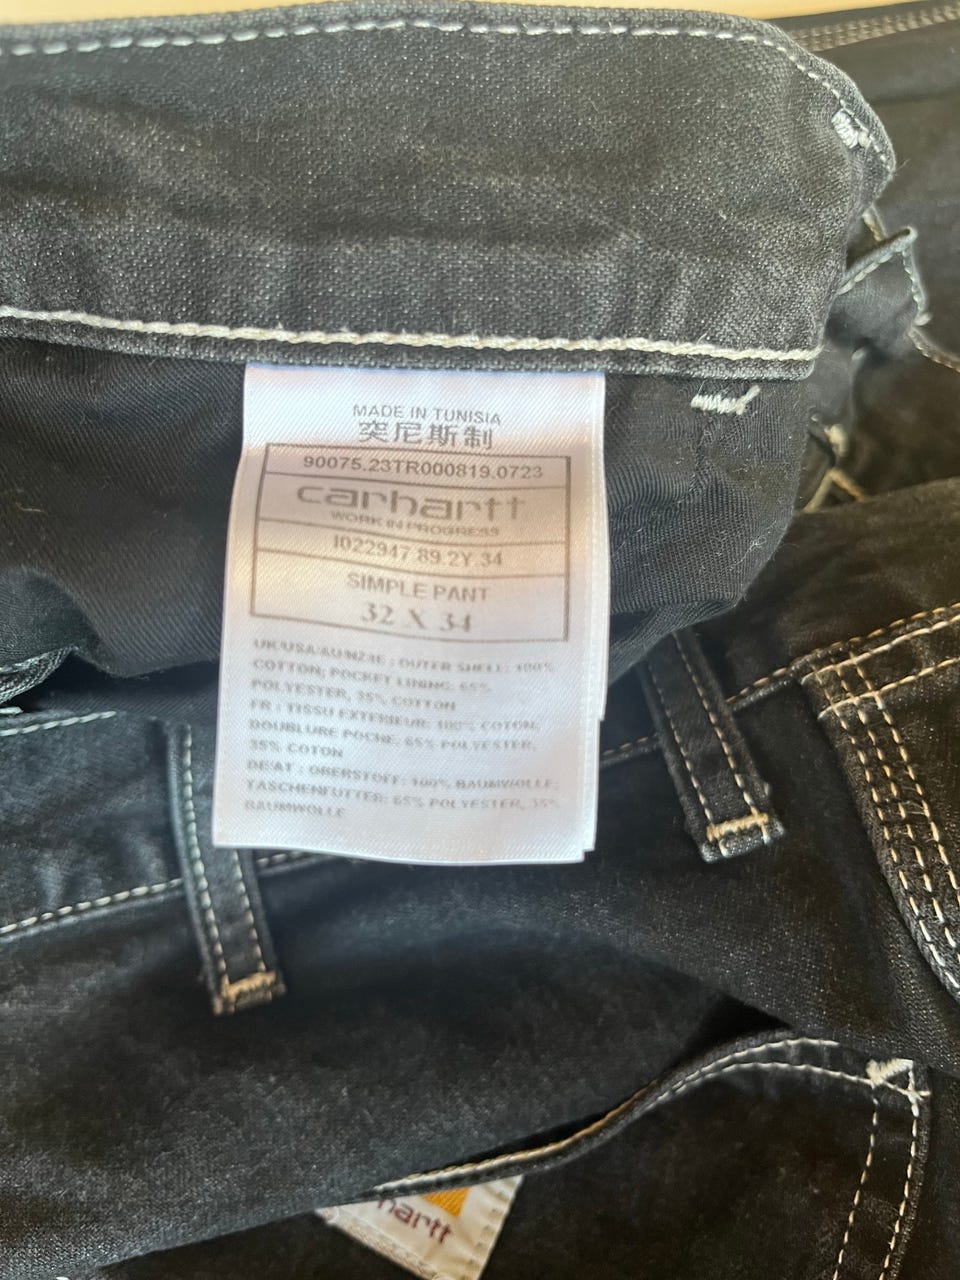 MADE IN TUNISIA
突尼斯制
90075.23TR000819.0723
carhartt
WORK IN PROGRESS
I022947.89.2Y.34
SIMPLE PANT
32 X 34
UK/USA/AU/NZ/IE : OUTER SHELL: 100%
COTTON; POCKET LINING: 65%
POLYESTER, 35% COTTON
FR : TISSU EXTERIEUR: 100% COTON,
DOUBLURE POCHE, 65% POLYESTER,
35% COTON
DE/AT : OBERSTOFF: 100%, BAUMWOLLE;
TASCHENFUTTER: 65% POLYESTER, 35%
BAUMWOLLE
hartt